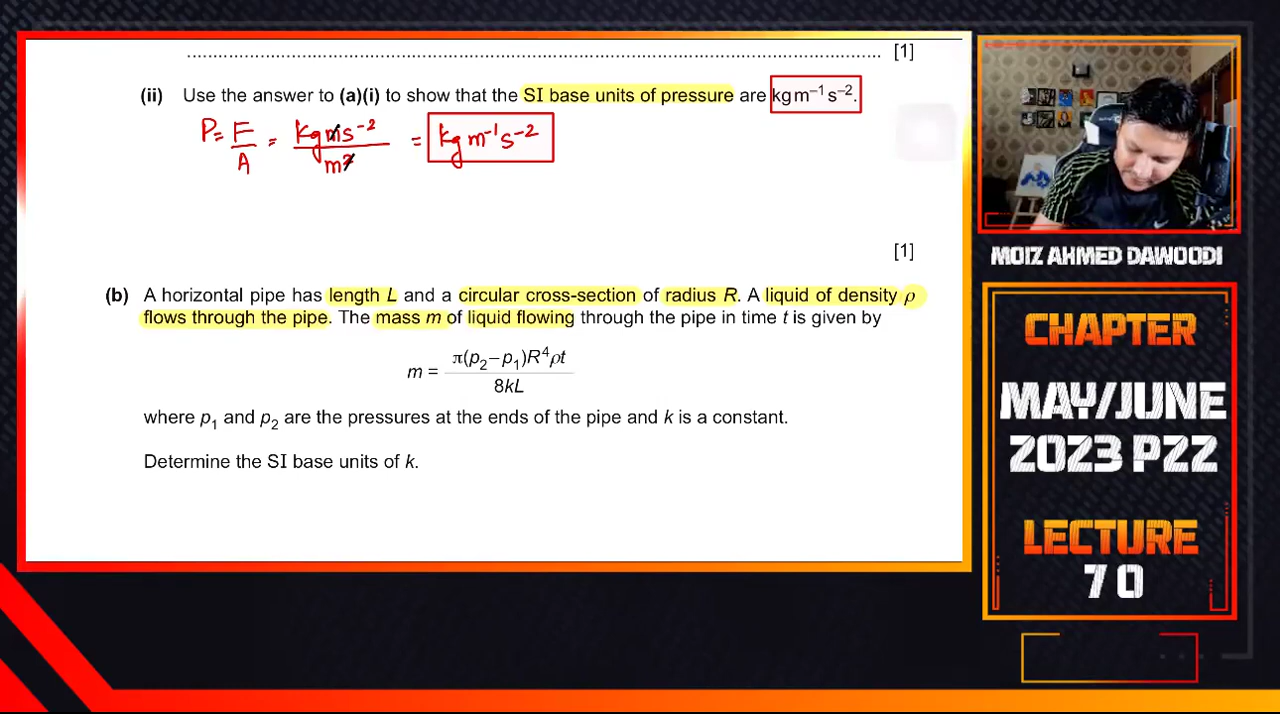 [1]
(ii) Use the answer to (a)(i) to show that the SI base units of pressure are kg m⁻¹ s⁻².
P = F/A = kg m s⁻² / m² = kg m⁻¹ s⁻²
[1]
(b) A horizontal pipe has length L and a circular cross-section of radius R. A liquid of density ρ
flows through the pipe. The mass m of liquid flowing through the pipe in time t is given by
m = π(p₂−p₁)R⁴ρt / 8kL
where p₁ and p₂ are the pressures at the ends of the pipe and k is a constant.
Determine the SI base units of k.
MOIZ AHMED DAWOODI
CHAPTER
MAY/JUNE
2023 P22
LECTURE
70